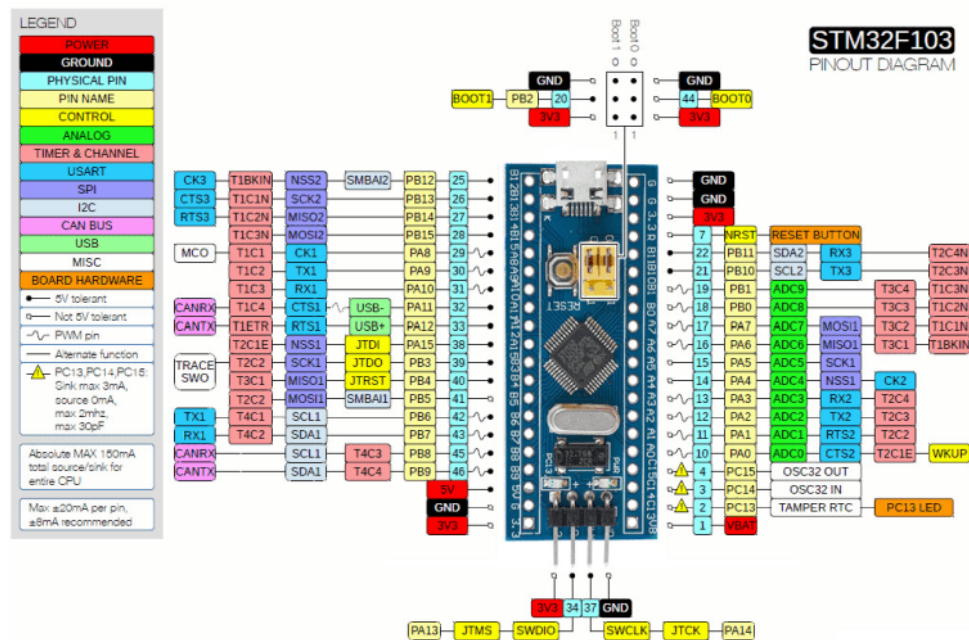 LEGEND
POWER
GROUND
PHYSICAL PIN
PIN NAME
CONTROL
ANALOG
TIMER & CHANNEL
USART
SPI
I2C
CAN BUS
USB
MISC
BOARD HARDWARE
5V tolerant
Not 5V tolerant
PWM pin
Alternate function
PC13,PC14,PC15:
Sink max 3mA,
source 0mA,
max 2mhz,
max 30pF
Absolute MAX 150mA
total source/sink for
entire CPU
Max ±20mA per pin,
±8mA recommended
STM32F103
PINOUT DIAGRAM
Boot 1 Boot 0
0 0
GND GND
BOOT1 PB2 20 44 BOOT0
3V3 3V3
1 1
CK3 T1BKIN NSS2 SMBAI2 PB12 25
CTS3 T1C1N SCK2 PB13 26
RTS3 T1C2N MISO2 PB14 27
T1C3N MOSI2 PB15 28
MCO T1C1 CK1 PA8 29
T1C2 TX1 PA9 30
T1C3 RX1 PA10 31
CANRX T1C4 CTS1 USB- PA11 32
CANTX T1ETR RTS1 USB+ PA12 33
T2C1E NSS1 JTDI PA15 38
TRACE SWO T2C2 SCK1 JTDO PB3 39
T3C1 MISO1 JTRST PB4 40
T2C2 MOSI1 SMBAI1 PB5 41
TX1 T4C1 SCL1 PB6 42
RX1 T4C2 SDA1 PB7 43
CANRX SCL1 T4C3 PB8 45
CANTX SDA1 T4C4 PB9 46
5V
GND
3V3
RESET
PC13 PWR
GND
GND
3V3
7 NRST RESET BUTTON
22 PB11 SDA2 RX3 T2C4N
21 PB10 SCL2 TX3 T2C3N
19 PB1 ADC9 T3C4 T1C3N
18 PB0 ADC8 T3C3 T1C2N
17 PA7 ADC7 MOSI1 T3C2 T1C1N
16 PA6 ADC6 MISO1 T3C1 T1BKIN
15 PA5 ADC5 SCK1
14 PA4 ADC4 NSS1 CK2
13 PA3 ADC3 RX2 T2C4
12 PA2 ADC2 TX2 T2C3
11 PA1 ADC1 RTS2 T2C2
10 PA0 ADC0 CTS2 T2C1E WKUP
4 PC15 OSC32 OUT
3 PC14 OSC32 IN
2 PC13 TAMPER RTC PC13 LED
1 VBAT
3V3 34 37 GND
PA13 JTMS SWDIO SWCLK JTCK PA14